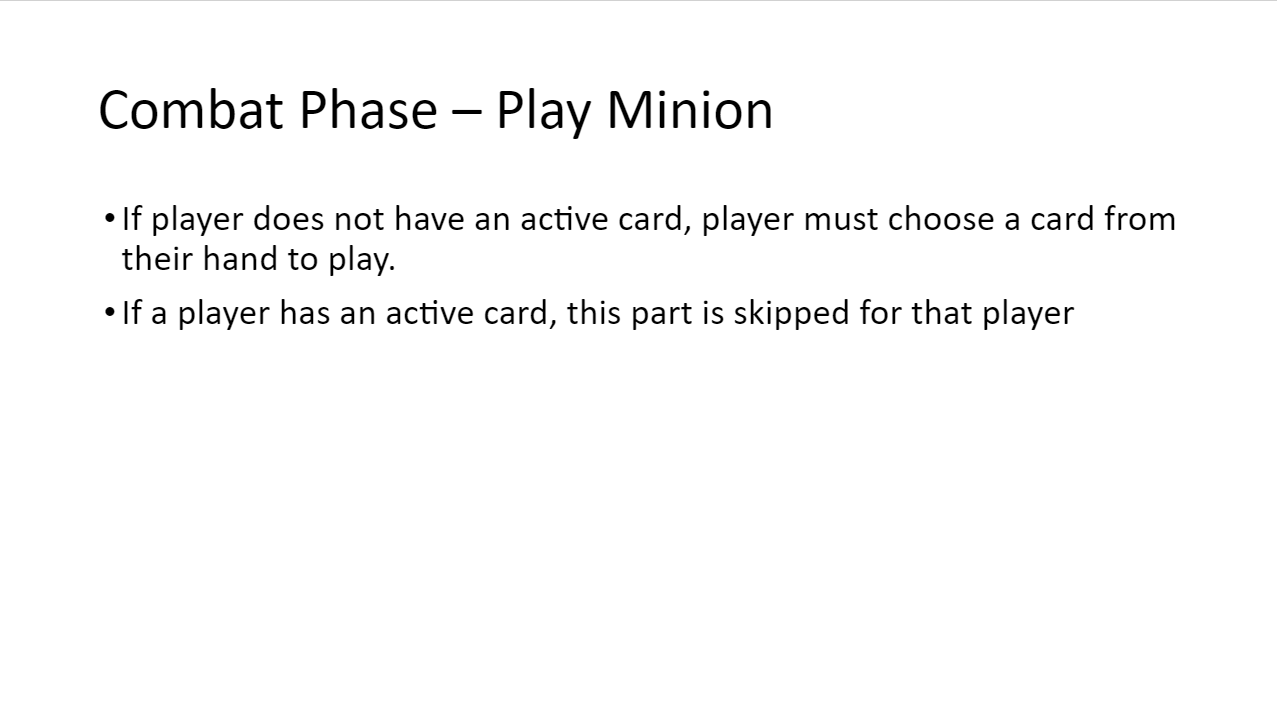 Combat Phase – Play Minion
• If player does not have an active card, player must choose a card from
their hand to play.
• If a player has an active card, this part is skipped for that player